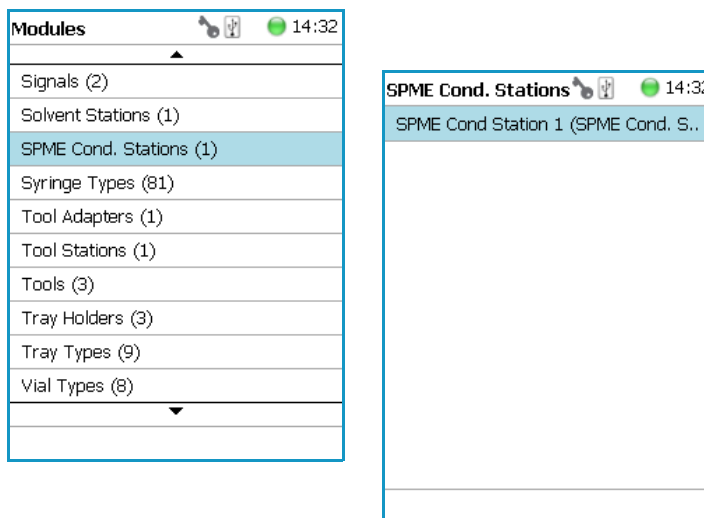 Modules 14:32
Signals (2)
Solvent Stations (1)
SPME Cond. Stations (1)
Syringe Types (81)
Tool Adapters (1)
Tool Stations (1)
Tools (3)
Tray Holders (3)
Tray Types (9)
Vial Types (8)
SPME Cond. Stations 14:32
SPME Cond Station 1 (SPME Cond. S..